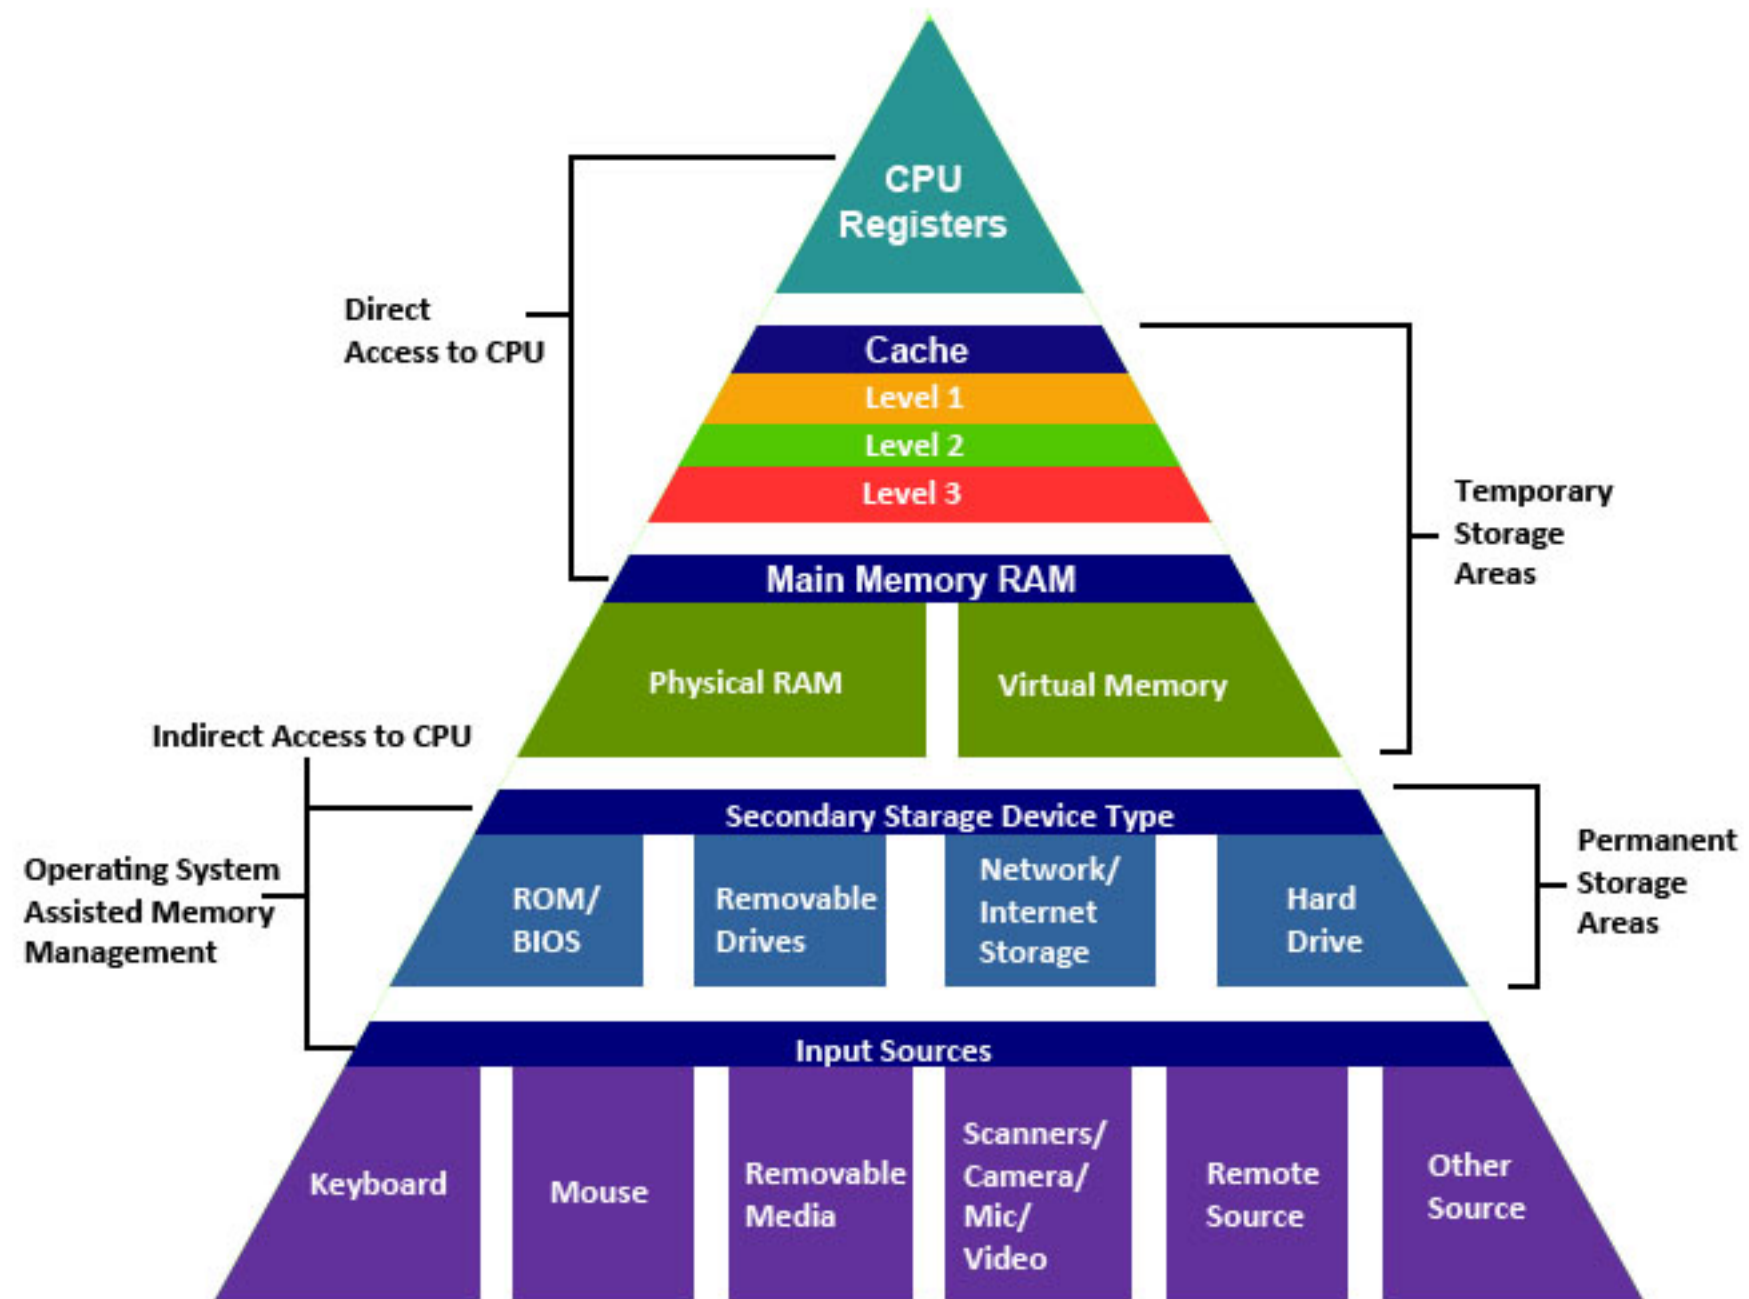 CPU
Registers
Direct
Access to CPU
Cache
Level 1
Level 2
Level 3
Temporary
Storage
Areas
Main Memory RAM
Physical RAM
Virtual Memory
Indirect Access to CPU
Secondary Starage Device Type
Operating System
Assisted Memory
Management
ROM/
BIOS
Removable
Drives
Network/
Internet
Storage
Hard
Drive
Permanent
Storage
Areas
Input Sources
Keyboard
Mouse
Removable
Media
Scanners/
Camera/
Mic/
Video
Remote
Source
Other
Source